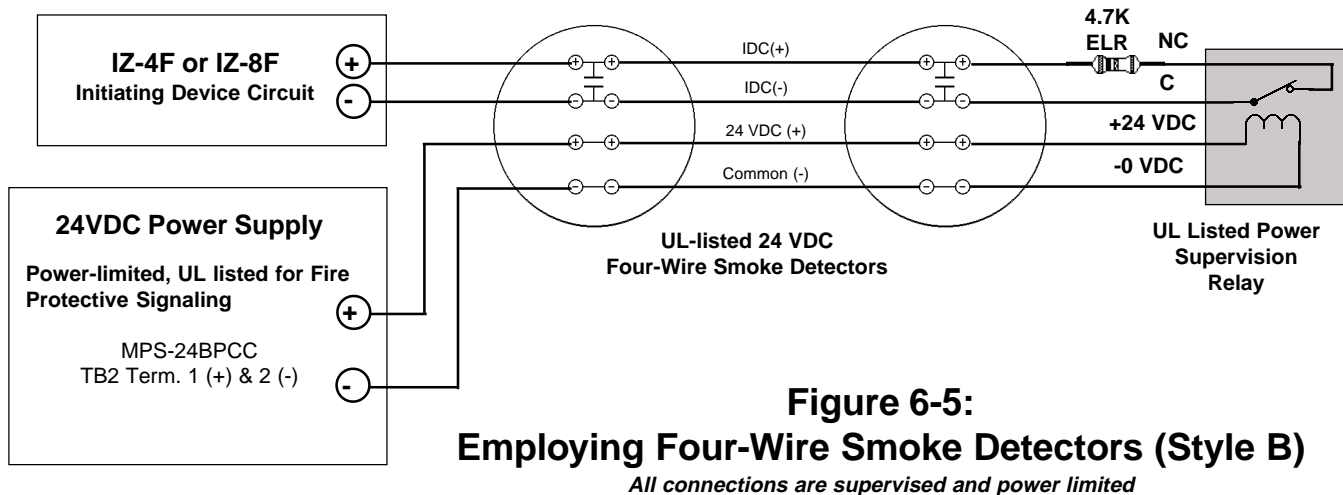 IZ-4F or IZ-8F
Initiating Device Circuit
+
-
IDC(+)
IDC(-)
24 VDC (+)
Common (-)
4.7K
ELR
NC
C
+24 VDC
-0 VDC
UL Listed Power
Supervision
Relay
UL-listed 24 VDC
Four-Wire Smoke Detectors
24VDC Power Supply
Power-limited, UL listed for Fire
Protective Signaling
MPS-24BPCC
TB2 Term. 1 (+) & 2 (-)
+
-
Figure 6-5:
Employing Four-Wire Smoke Detectors (Style B)
All connections are supervised and power limited